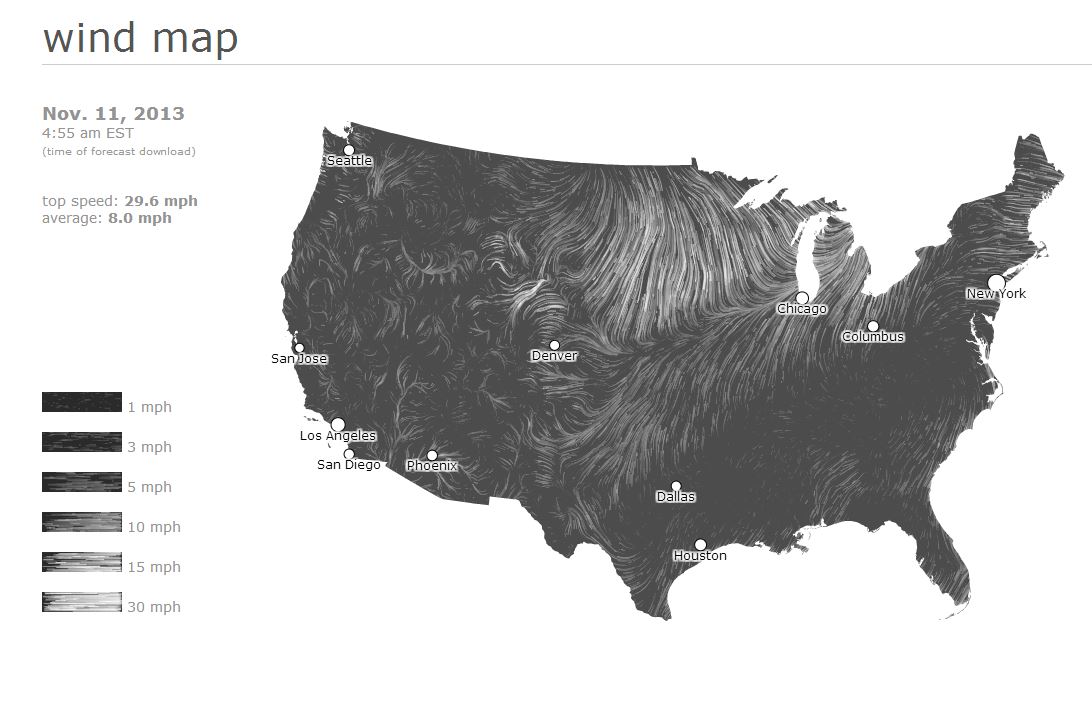 wind map
Nov. 11, 2013
4:55 am EST
(time of forecast download)
top speed: 29.6 mph
average: 8.0 mph
1 mph
3 mph
5 mph
10 mph
15 mph
30 mph
Seattle
New York
Chicago
Columbus
San Jose
Denver
Los Angeles
San Diego
Phoenix
Dallas
Houston